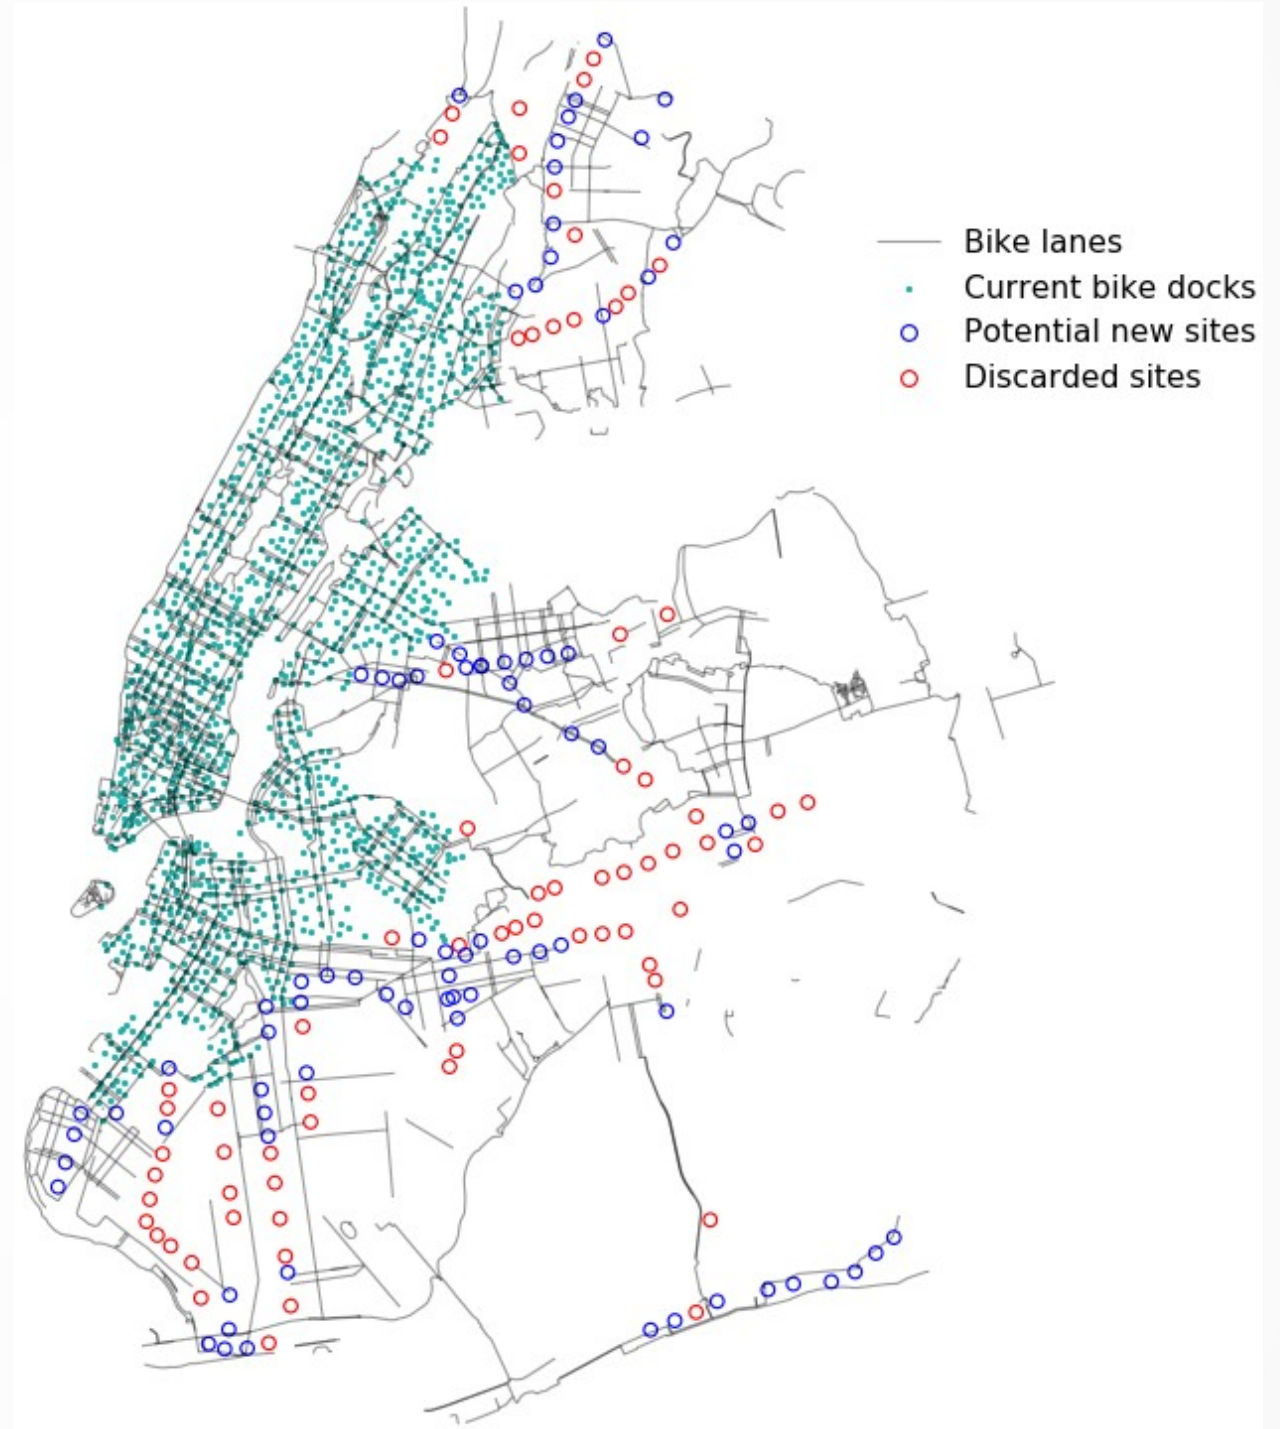 Bike lanes
Current bike docks
Potential new sites
Discarded sites